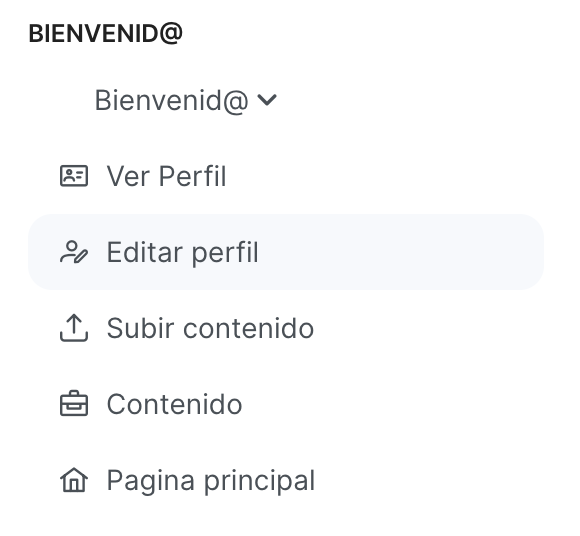 BIENVENID@
Bienvenid@
Ver Perfil
Editar perfil
Subir contenido
Contenido
Pagina principal